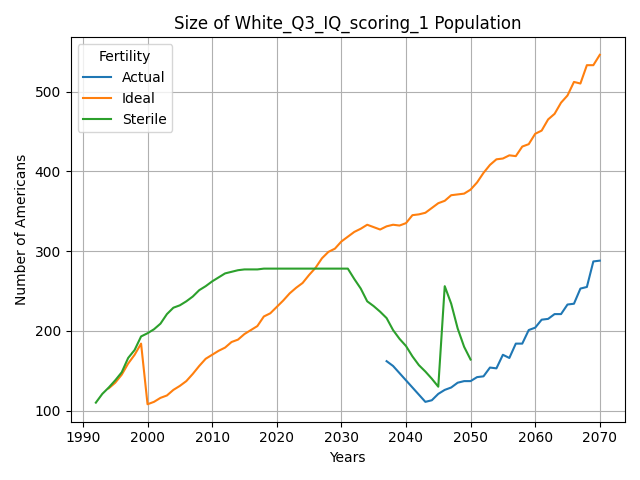 Size of White_Q3_IQ_scoring_1 Population
Fertility
Actual
Ideal
Sterile
Number of Americans
500
400
300
200
100
1990 2000 2010 2020 2030 2040 2050 2060 2070
Years